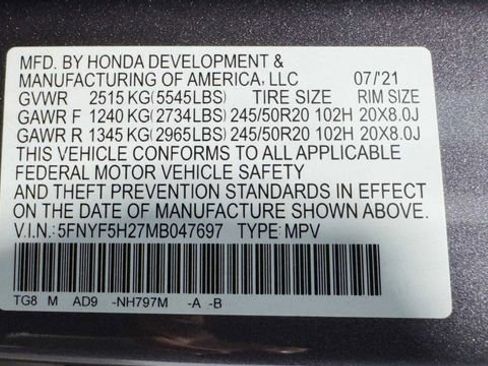 MFD. BY HONDA DEVELOPMENT &
MANUFACTURING OF AMERICA, LLC 07/'21
GVWR 2515 KG(5545LBS) TIRE SIZE RIM SIZE
GAWR F 1240 KG(2734LBS) 245/50R20 102H 20X8.0J
GAWR R 1345 KG(2965LBS) 245/50R20 102H 20X8.0J
THIS VEHICLE CONFORMS TO ALL APPLICABLE
FEDERAL MOTOR VEHICLE SAFETY
AND THEFT PREVENTION STANDARDS IN EFFECT
ON THE DATE OF MANUFACTURE SHOWN ABOVE.
V.I.N.: 5FNYF5H27MB047697 TYPE: MPV
TG8 M AD9 -NH797M -A -B